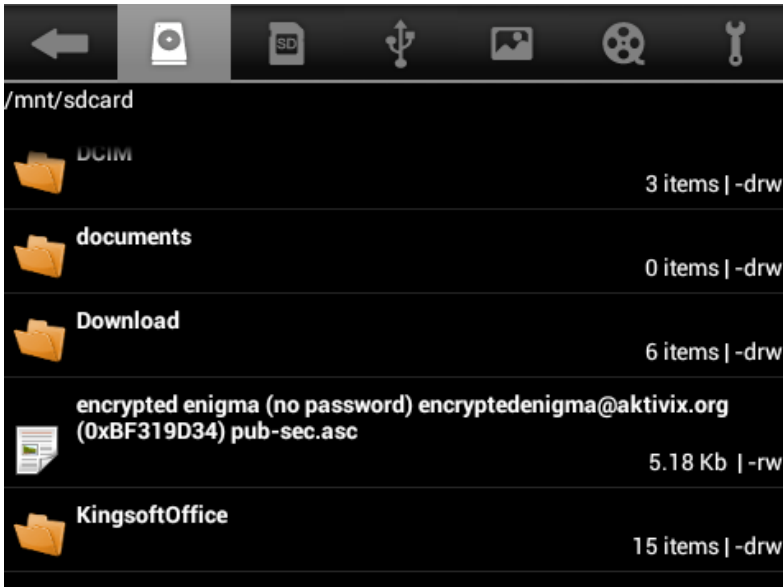 SD
/mnt/sdcard
DCIM
3 items | -drw
documents
0 items | -drw
Download
6 items | -drw
encrypted enigma (no password) encryptedenigma@aktivix.org
(0xBF319D34) pub-sec.asc
5.18 Kb | -rw
KingsoftOffice
15 items | -drw